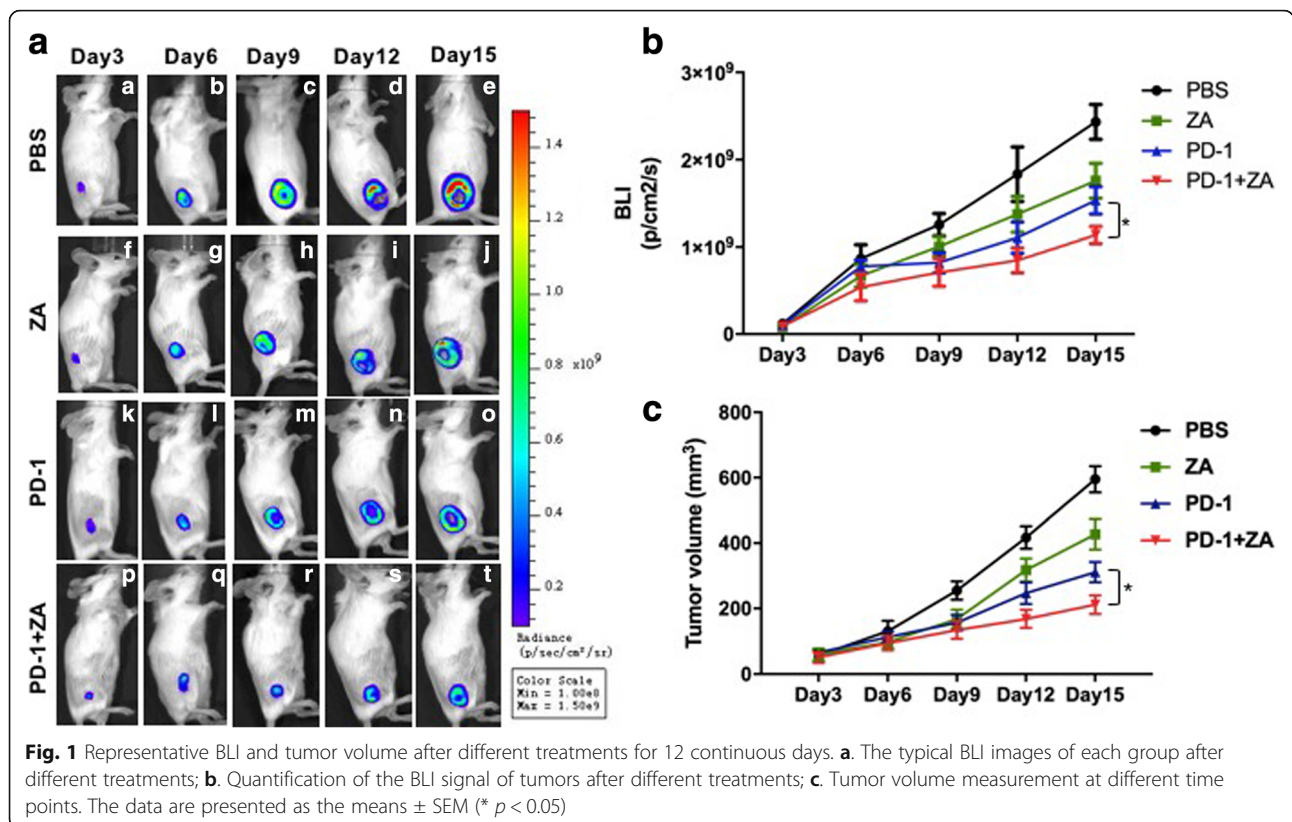 a
Day3 Day6 Day9 Day12 Day15
PBS
a b c d e
ZA
f g h i j
PD-1
k l m n o
PD-1+ZA
p q r s t
1.4
1.2
1.0
0.8
x10⁹
0.6
0.4
0.2
Radiance
(p/sec/cm²/sr)
Color Scale
Min = 1.00e8
Max = 1.50e9
b
BLI
(p/cm2/s)
3×10⁹
2×10⁹
1×10⁹
0
Day3 Day6 Day9 Day12 Day15
PBS
ZA
PD-1
PD-1+ZA
*
c
Tumor volume (mm³)
800
600
400
200
0
Day3 Day6 Day9 Day12 Day15
PBS
ZA
PD-1
PD-1+ZA
*
Fig. 1 Representative BLI and tumor volume after different treatments for 12 continuous days. a. The typical BLI images of each group after
different treatments; b. Quantification of the BLI signal of tumors after different treatments; c. Tumor volume measurement at different time
points. The data are presented as the means ± SEM (* p < 0.05)